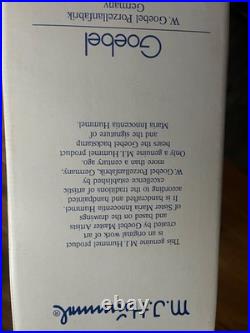 M.J. Hummel®
This genuine M.I. Hummel product
is an original work of art
created by Goebel Master Artists
and based on the drawings
of Sister Maria Innocentia Hummel.
It is handcrafted and handpainted
according to the traditions of artistic
excellence established by
W. Goebel Porzellanfabrik, Germany,
more than a century ago.
Only a genuine M.I. Hummel product
bears the Goebel backstamp
and the signature of
Maria Innocentia Hummel.
Goebel
W. Goebel Porzellanfabrik
Germany